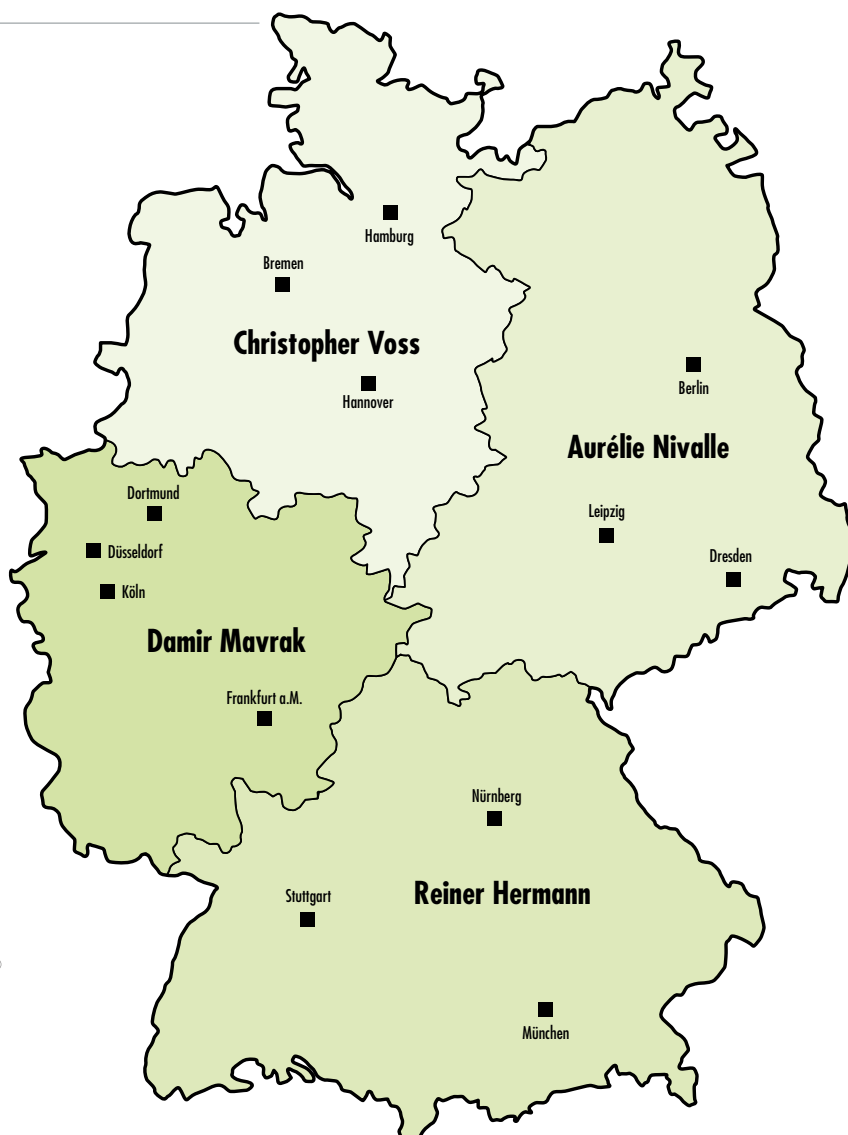 Hamburg
Bremen
Christopher Voss
Hannover
Berlin
Aurélie Nivalle
Dortmund
Leipzig
Düsseldorf
Dresden
Köln
Damir Mavrak
Frankfurt a.M.
Nürnberg
Reiner Hermann
Stuttgart
München